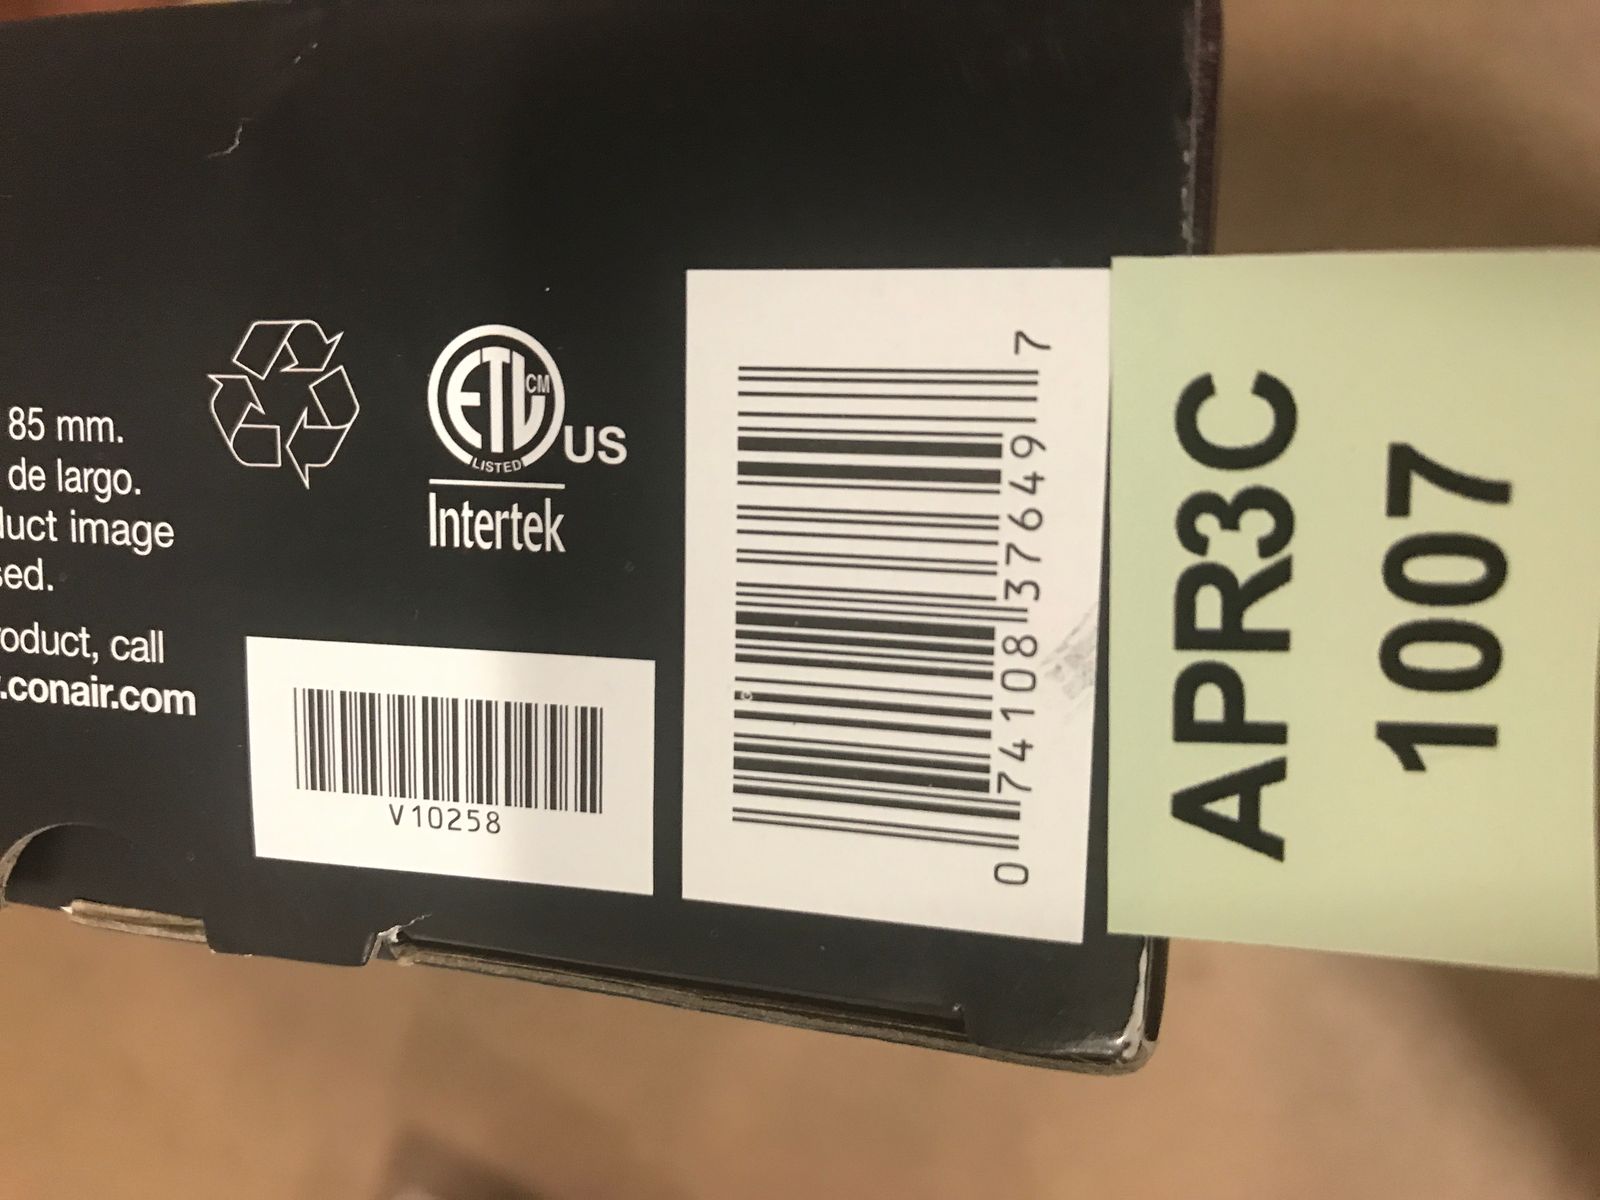 85 mm.
de largo.
duct image
sed.
oduct, call
.conair.com
ETL CM
LISTED
US
Intertek
V10258
0 74108 37649 7
APR3C
1007